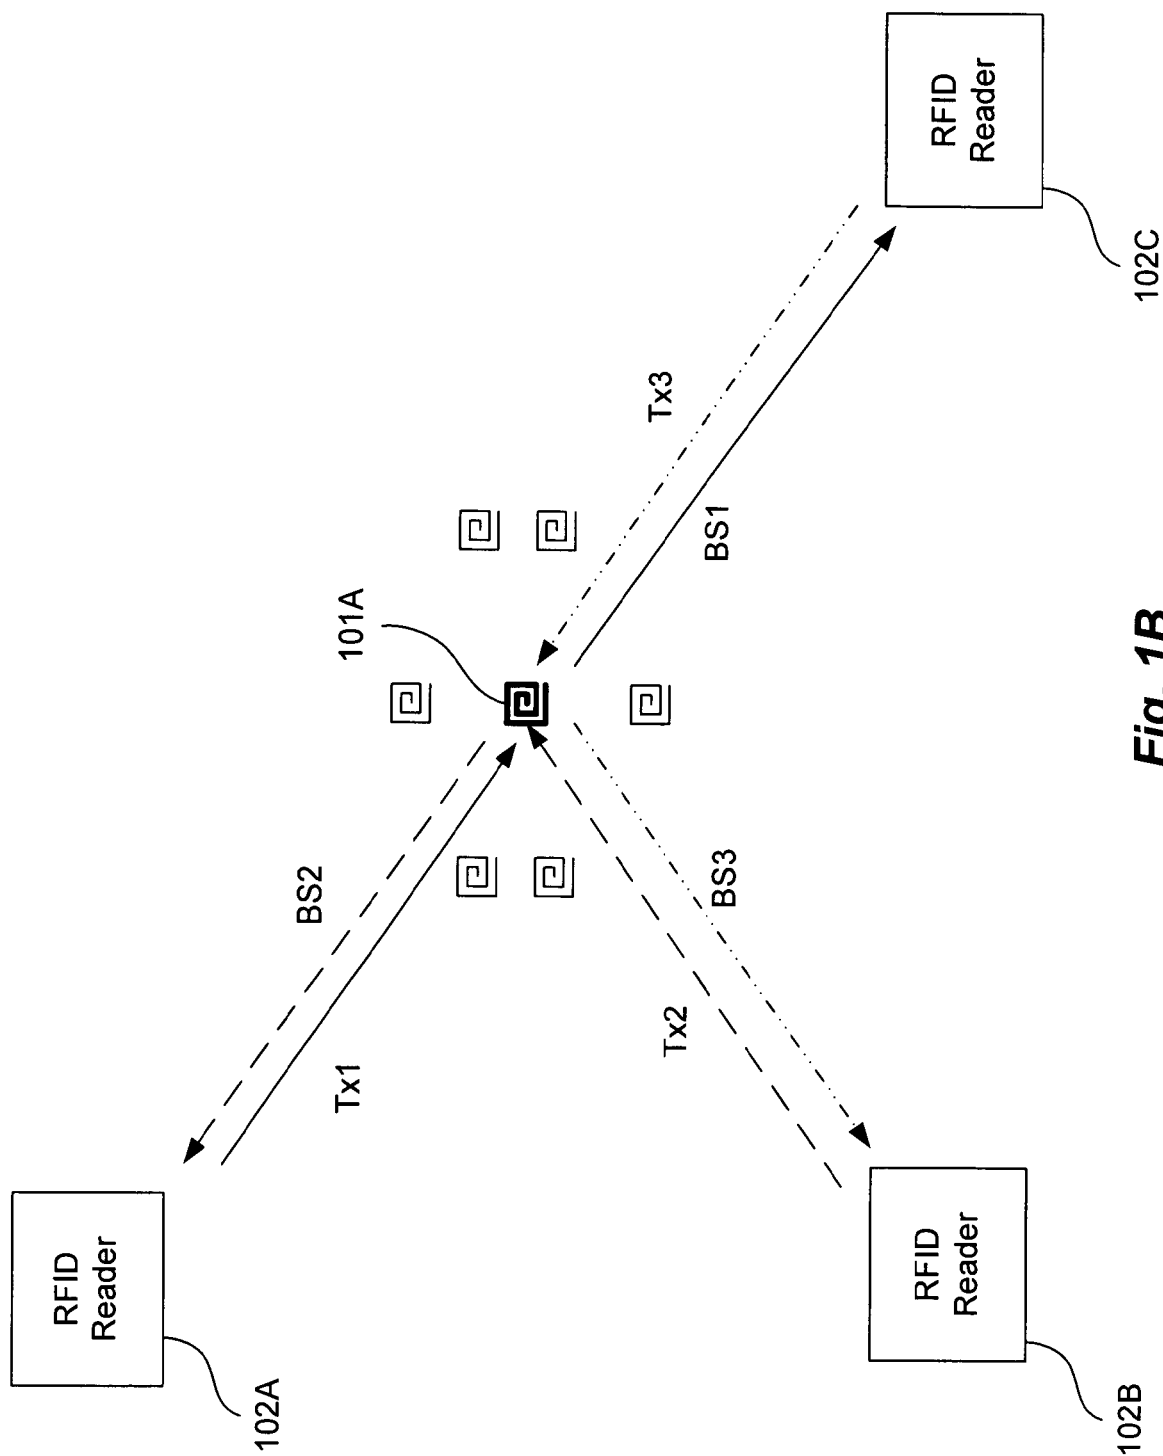 RFID
Reader
102A
BS2
Tx1
101A
Tx3
Tx2
BS1
BS3
RFID
Reader
102B
RFID
Reader
102C
Fig. 1B